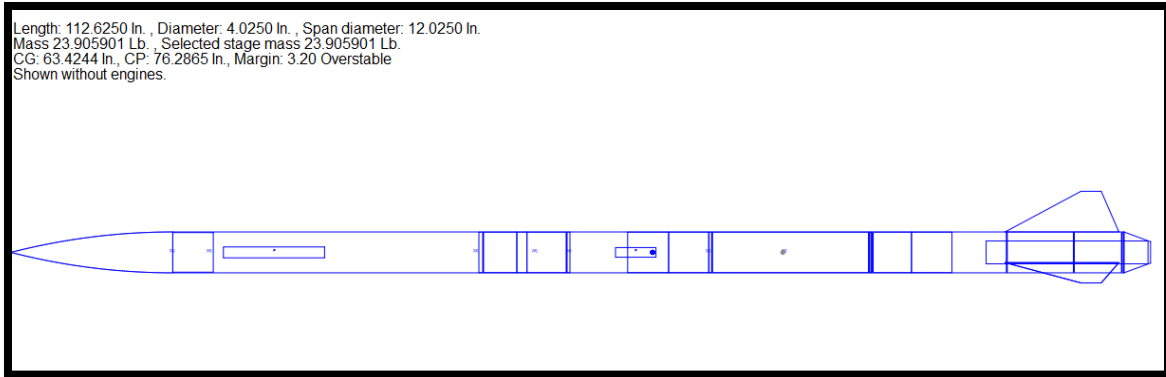 Length: 112.6250 In. , Diameter: 4.0250 In. , Span diameter: 12.0250 In.
Mass 23.905901 Lb. , Selected stage mass 23.905901 Lb.
CG: 63.4244 In., CP: 76.2865 In., Margin: 3.20 Overstable
Shown without engines.